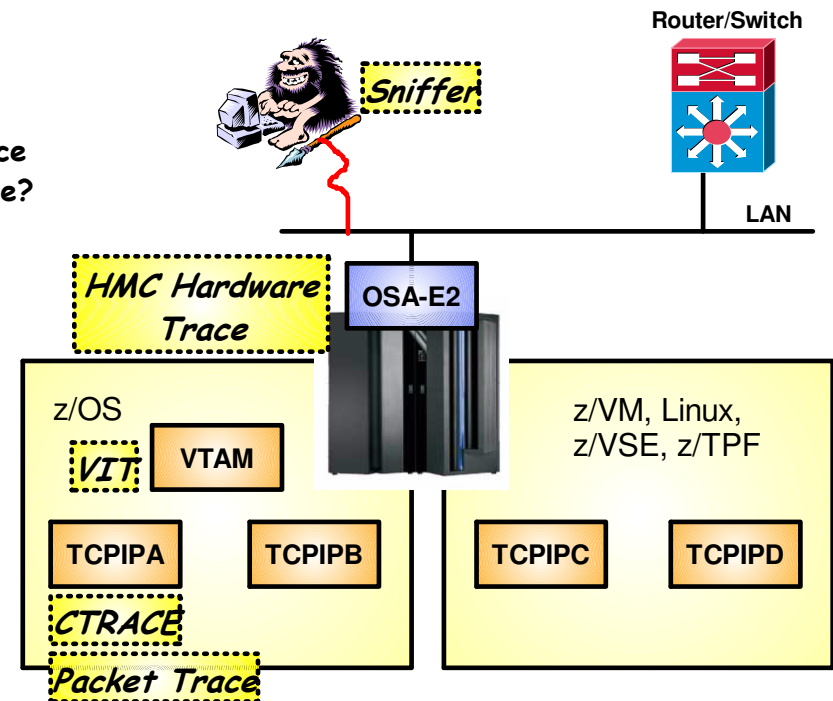 Router/Switch
Sniffer
ce
e?
LAN
HMC Hardware
Trace
OSA-E2
z/OS
z/VM, Linux,
z/VSE, z/TPF
VIT
VTAM
TCPIPA
TCPIPB
TCPIPC
TCPIPD
CTRACE
Packet Trace